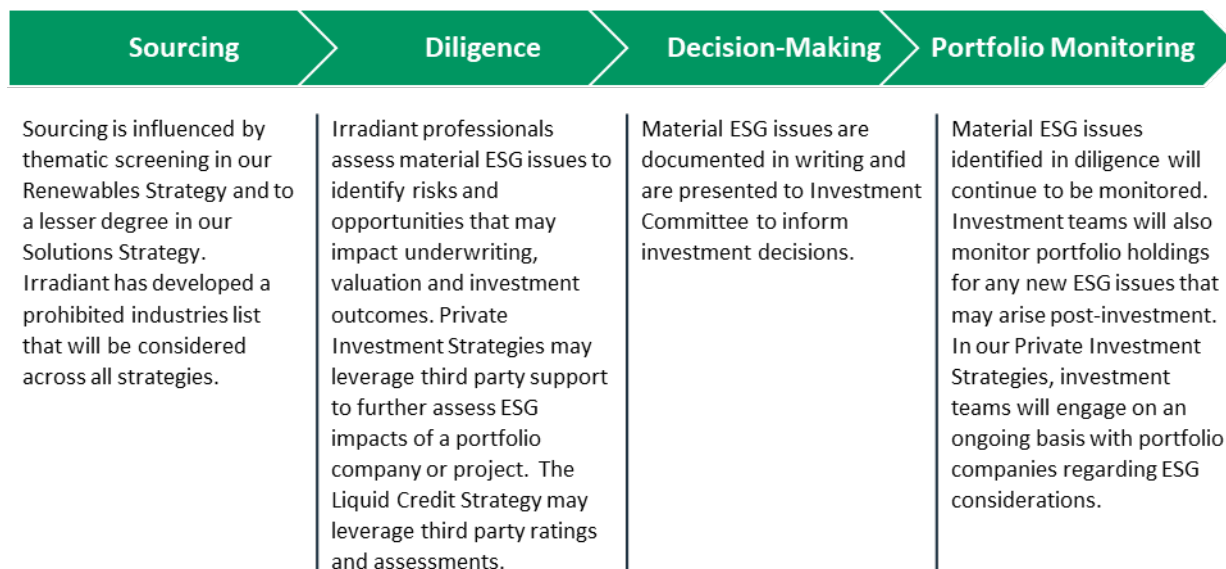 Sourcing
Diligence
Decision-Making
Portfolio Monitoring
Sourcing is influenced by
thematic screening in our
Renewables Strategy and to
a lesser degree in our
Solutions Strategy.
Irradiant has developed a
prohibited industries list
that will be considered
across all strategies.
Irradiant professionals
assess material ESG issues to
identify risks and
opportunities that may
impact underwriting,
valuation and investment
outcomes. Private
Investment Strategies may
leverage third party support
to further assess ESG
impacts of a portfolio
company or project. The
Liquid Credit Strategy may
leverage third party ratings
and assessments.
Material ESG issues are
documented in writing and
are presented to Investment
Committee to inform
investment decisions.
Material ESG issues
identified in diligence will
continue to be monitored.
Investment teams will also
monitor portfolio holdings
for any new ESG issues that
may arise post-investment.
In our Private Investment
Strategies, investment
teams will engage on an
ongoing basis with portfolio
companies regarding ESG
considerations.